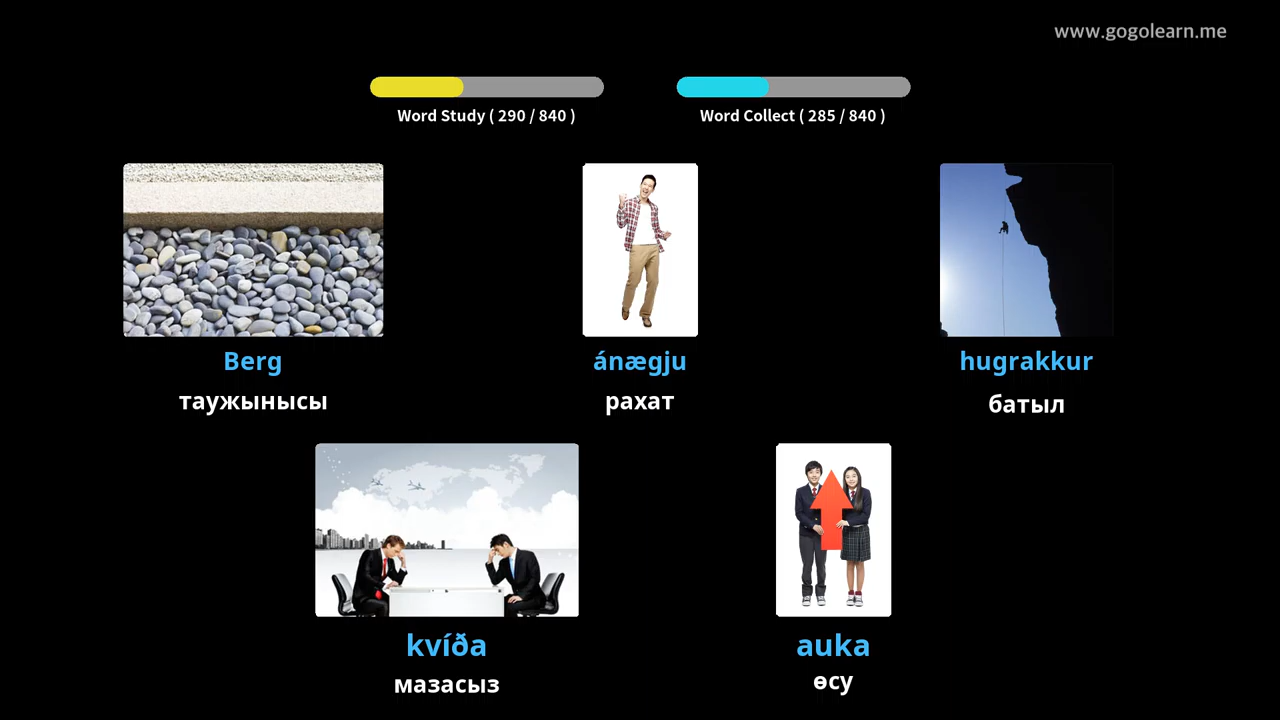 www.gogolearn.me
Word Study ( 290 / 840 )
Word Collect ( 285 / 840 )
Berg
таужынысы
ánægju
рахат
hugrakkur
батыл
kvíða
мазасыз
auka
өсу